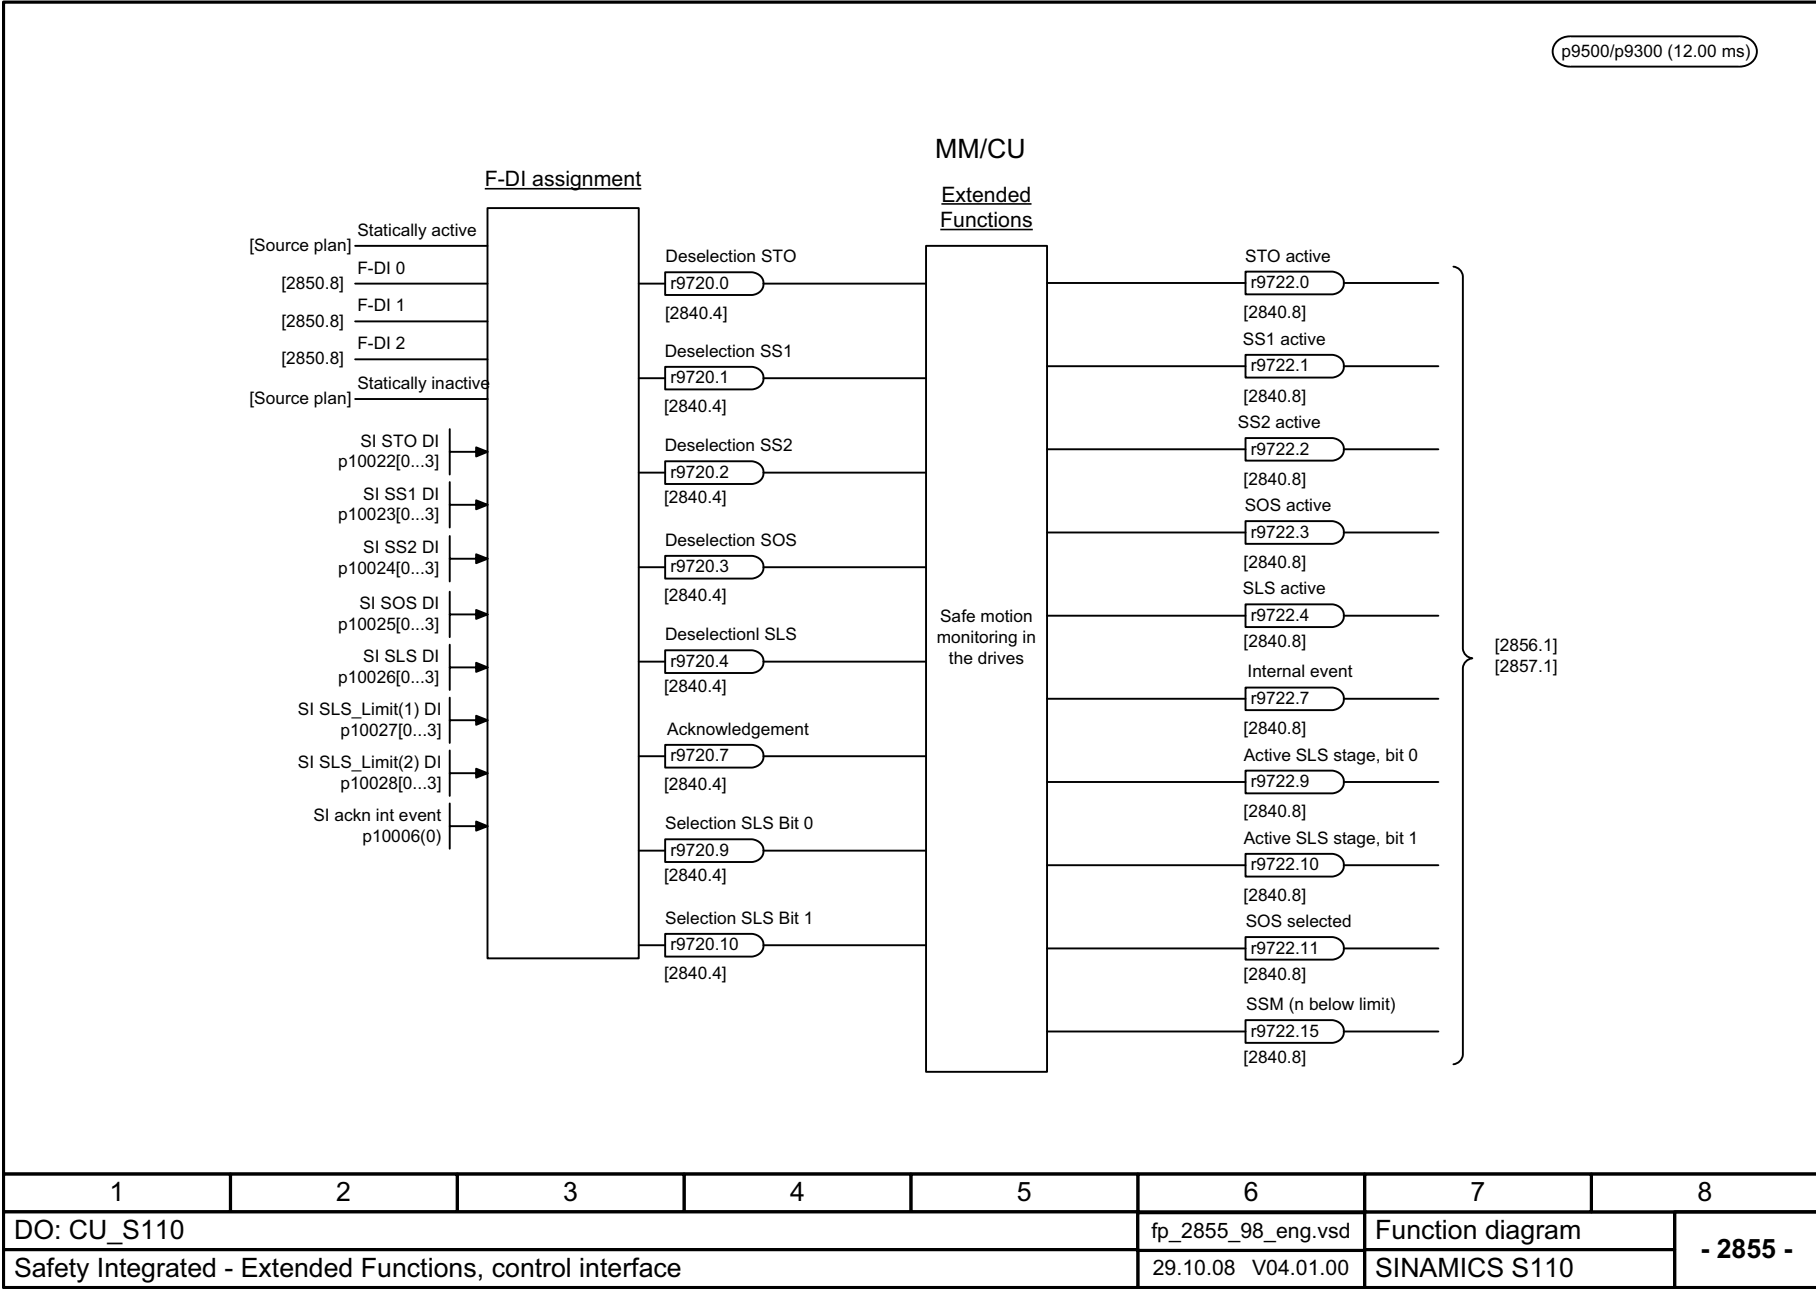 p9500/p9300 (12.00 ms)
MM/CU
F-DI assignment
Extended
Functions
Statically active
[Source plan]
F-DI 0
[2850.8]
F-DI 1
[2850.8]
F-DI 2
[2850.8]
Statically inactive
[Source plan]
SI STO DI
p10022[0...3]
SI SS1 DI
p10023[0...3]
SI SS2 DI
p10024[0...3]
SI SOS DI
p10025[0...3]
SI SLS DI
p10026[0...3]
SI SLS_Limit(1) DI
p10027[0...3]
SI SLS_Limit(2) DI
p10028[0...3]
SI ackn int event
p10006(0)
Deselection STO
r9720.0
[2840.4]
Deselection SS1
r9720.1
[2840.4]
Deselection SS2
r9720.2
[2840.4]
Deselection SOS
r9720.3
[2840.4]
Deselectionl SLS
r9720.4
[2840.4]
Acknowledgement
r9720.7
[2840.4]
Selection SLS Bit 0
r9720.9
[2840.4]
Selection SLS Bit 1
r9720.10
[2840.4]
Safe motion
monitoring in
the drives
STO active
r9722.0
[2840.8]
SS1 active
r9722.1
[2840.8]
SS2 active
r9722.2
[2840.8]
SOS active
r9722.3
[2840.8]
SLS active
r9722.4
[2840.8]
Internal event
r9722.7
[2840.8]
Active SLS stage, bit 0
r9722.9
[2840.8]
Active SLS stage, bit 1
r9722.10
[2840.8]
SOS selected
r9722.11
[2840.8]
SSM (n below limit)
r9722.15
[2840.8]
[2856.1]
[2857.1]
1 2 3 4 5 6 7 8
DO: CU_S110 fp_2855_98_eng.vsd Function diagram
- 2855 -
Safety Integrated - Extended Functions, control interface 29.10.08 V04.01.00 SINAMICS S110